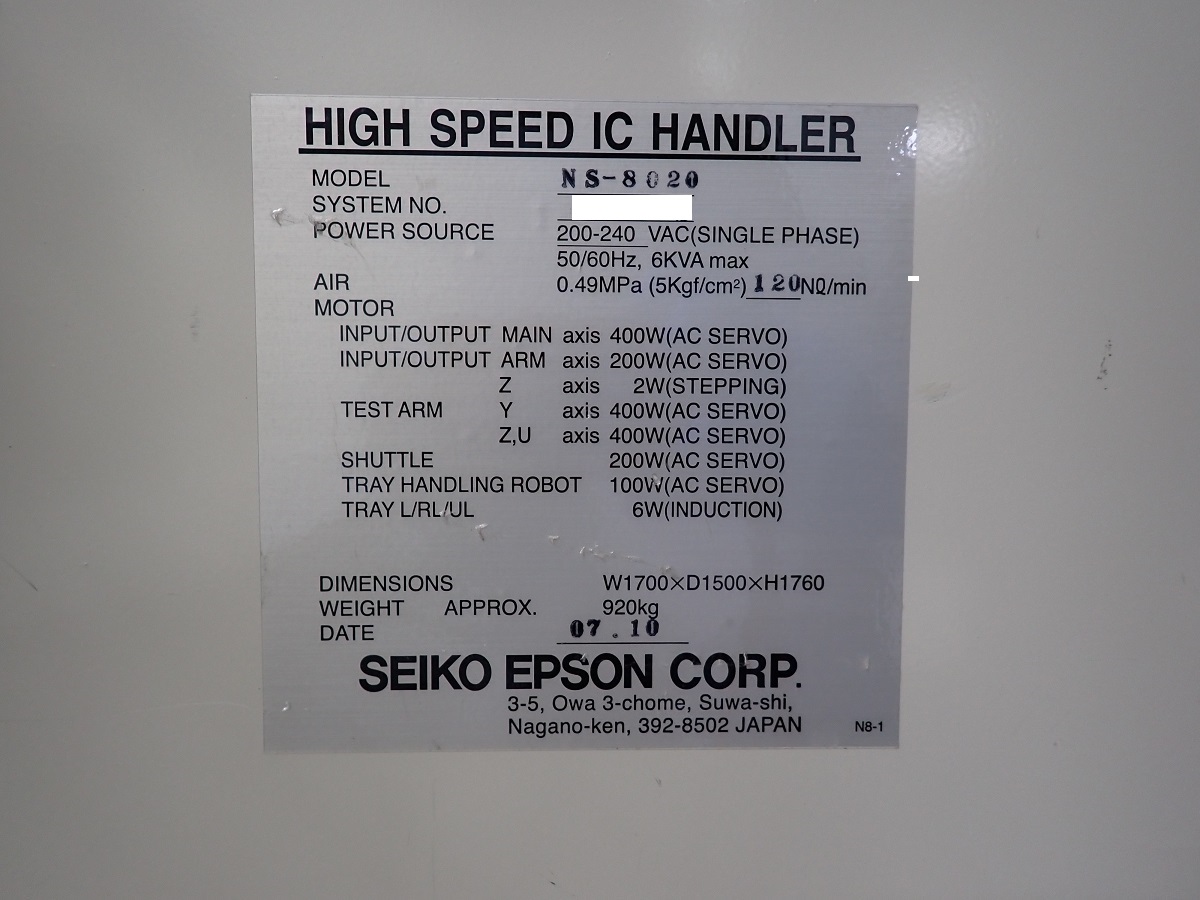 HIGH SPEED IC HANDLER
MODEL NS-8020
SYSTEM NO.
POWER SOURCE 200-240 VAC(SINGLE PHASE)
50/60Hz, 6KVA max
AIR 0.49MPa (5Kgf/cm²) 120Nℓ/min
MOTOR
INPUT/OUTPUT MAIN axis 400W(AC SERVO)
INPUT/OUTPUT ARM axis 200W(AC SERVO)
Z axis 2W(STEPPING)
TEST ARM Y axis 400W(AC SERVO)
Z,U axis 400W(AC SERVO)
SHUTTLE 200W(AC SERVO)
TRAY HANDLING ROBOT 100W(AC SERVO)
TRAY L/RL/UL 6W(INDUCTION)
DIMENSIONS W1700×D1500×H1760
WEIGHT APPROX. 920kg
DATE 07.10
SEIKO EPSON CORP.
3-5, Owa 3-chome, Suwa-shi,
Nagano-ken, 392-8502 JAPAN
N8-1